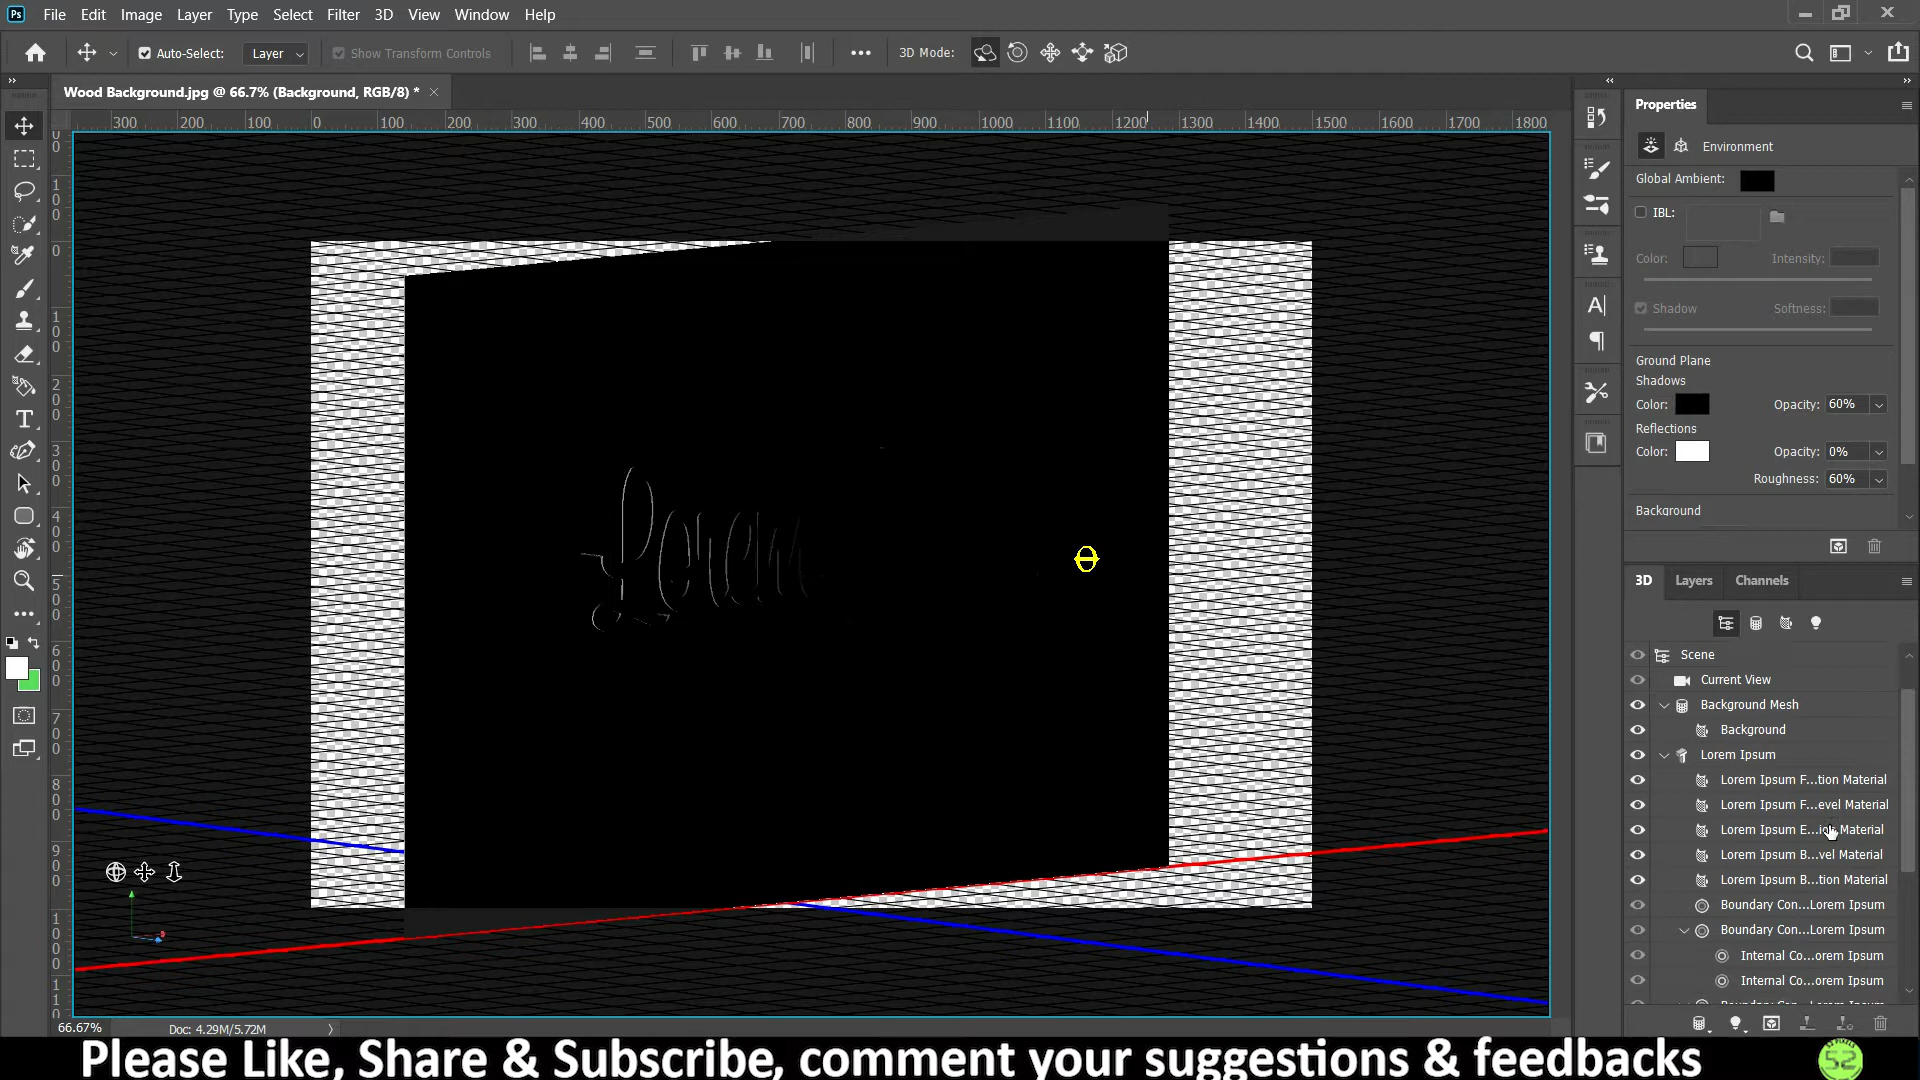 Ps File Edit Image Layer Type Select Filter 3D View Window Help
Auto-Select: Layer Show Transform Controls 3D Mode:
Wood Background.jpg @ 66.7% (Background, RGB/8) *
300 200 100 0 100 200 300 400 500 600 700 800 900 1000 1100 1200 1300 1400 1500 1600 1700 1800
Properties
Environment
Global Ambient:
IBL:
Color: Intensity:
Shadow Softness:
Ground Plane
Shadows
Color: Opacity: 60%
Reflections
Color: Opacity: 0%
Roughness: 60%
Background
3D Layers Channels
Scene
Current View
Background Mesh
Background
Lorem Ipsum
Lorem Ipsum F...tion Material
Lorem Ipsum F...evel Material
Lorem Ipsum E... Material
Lorem Ipsum B...vel Material
Lorem Ipsum B...tion Material
Boundary Con...Lorem Ipsum
Boundary Con...Lorem Ipsum
Internal Co...orem Ipsum
Internal Co...orem Ipsum
Lorem
66.67% Doc: 4.29M/5.72M
Please Like, Share & Subscribe, comment your suggestions & feedbacks
52